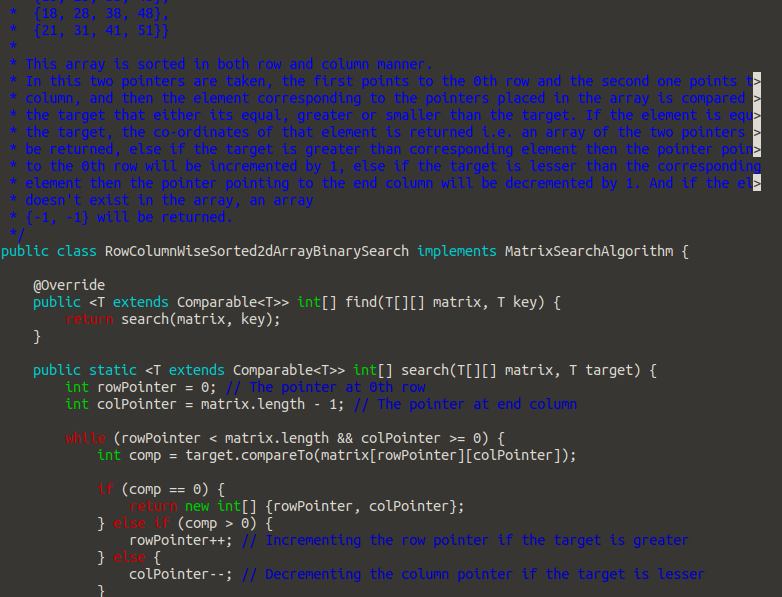 * {18, 28, 38, 48},
* {21, 31, 41, 51}}
*
* This array is sorted in both row and column manner.
* In this two pointers are taken, the first points to the 0th row and the second one points t>
* column, and then the element corresponding to the pointers placed in the array is compared >
* the target that either its equal, greater or smaller than the target. If the element is equ>
* the target, the co-ordinates of that element is returned i.e. an array of the two pointers >
* be returned, else if the target is greater than corresponding element then the pointer poin>
* to the 0th row will be incremented by 1, else if the target is lesser than the corresponding
* element then the pointer pointing to the end column will be decremented by 1. And if the el>
* doesn't exist in the array, an array
* {-1, -1} will be returned.
*/
public class RowColumnWiseSorted2dArrayBinarySearch implements MatrixSearchAlgorithm {
@Override
public <T extends Comparable<T>> int[] find(T[][] matrix, T key) {
return search(matrix, key);
}
public static <T extends Comparable<T>> int[] search(T[][] matrix, T target) {
int rowPointer = 0; // The pointer at 0th row
int colPointer = matrix.length - 1; // The pointer at end column
while (rowPointer < matrix.length && colPointer >= 0) {
int comp = target.compareTo(matrix[rowPointer][colPointer]);
if (comp == 0) {
return new int[] {rowPointer, colPointer};
} else if (comp > 0) {
rowPointer++; // Incrementing the row pointer if the target is greater
} else {
colPointer--; // Decrementing the column pointer if the target is lesser
}